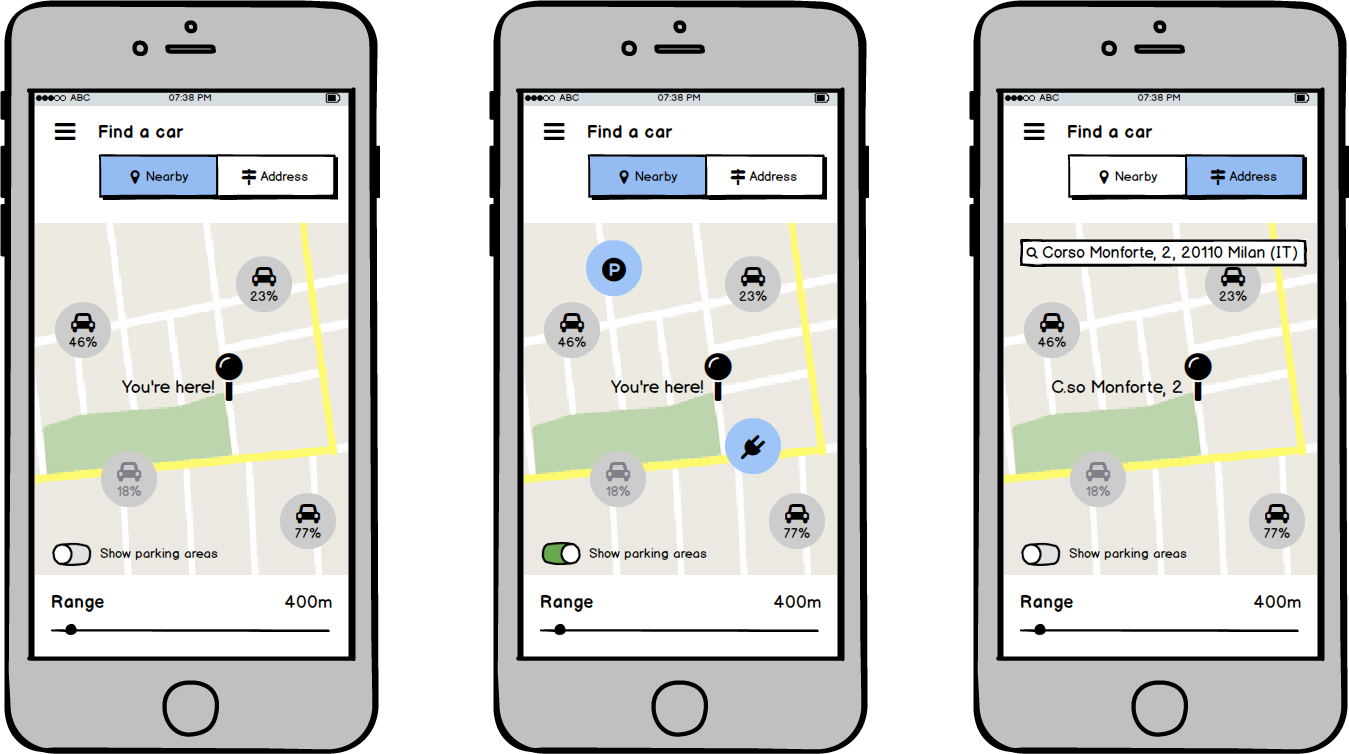 ABC 07:38 PM
Find a car
Nearby Address
23%
46%
You're here!
18%
77%
Show parking areas
Range 400m
ABC 07:38 PM
Find a car
Nearby Address
P
23%
46%
You're here!
18%
77%
Show parking areas
Range 400m
ABC 07:38 PM
Find a car
Nearby Address
Corso Monforte, 2, 20110 Milan (IT)
23%
46%
C.so Monforte, 2
18%
77%
Show parking areas
Range 400m